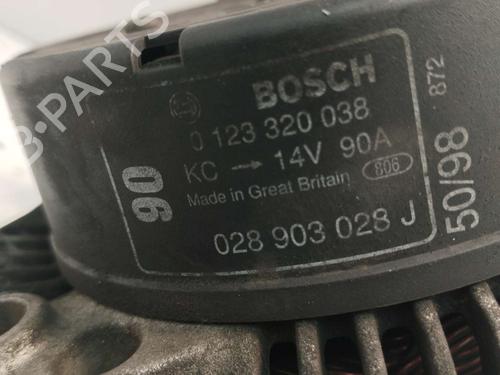 BOSCH
0 123 320 038
KC → 14V 90A
Made in Great Britain
806
028 903 028 J
90
50/98
872
B-PARTS